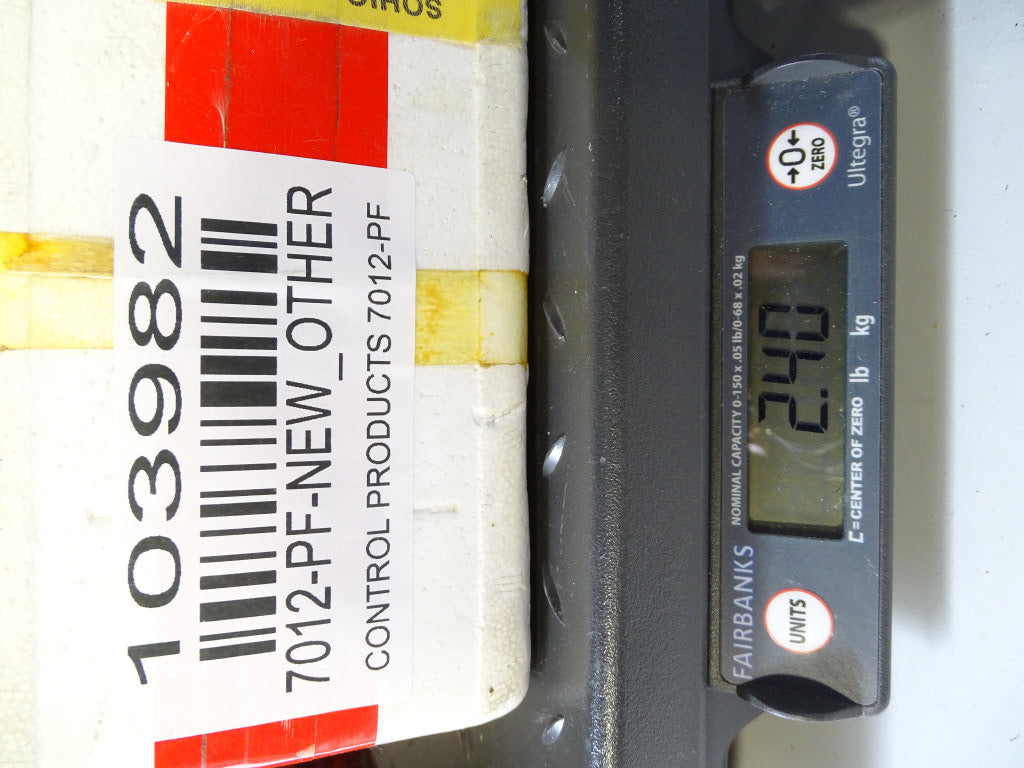 103982
7012-PF-NEW_OTHER
CONTROL PRODUCTS 7012-PF
FAIRBANKS
NOMINAL CAPACITY 0-150 x .05 lb/0-68 x .02 kg
UNITS
2.40
→0←
ZERO
⊏=CENTER OF ZERO lb kg
Ultegra®